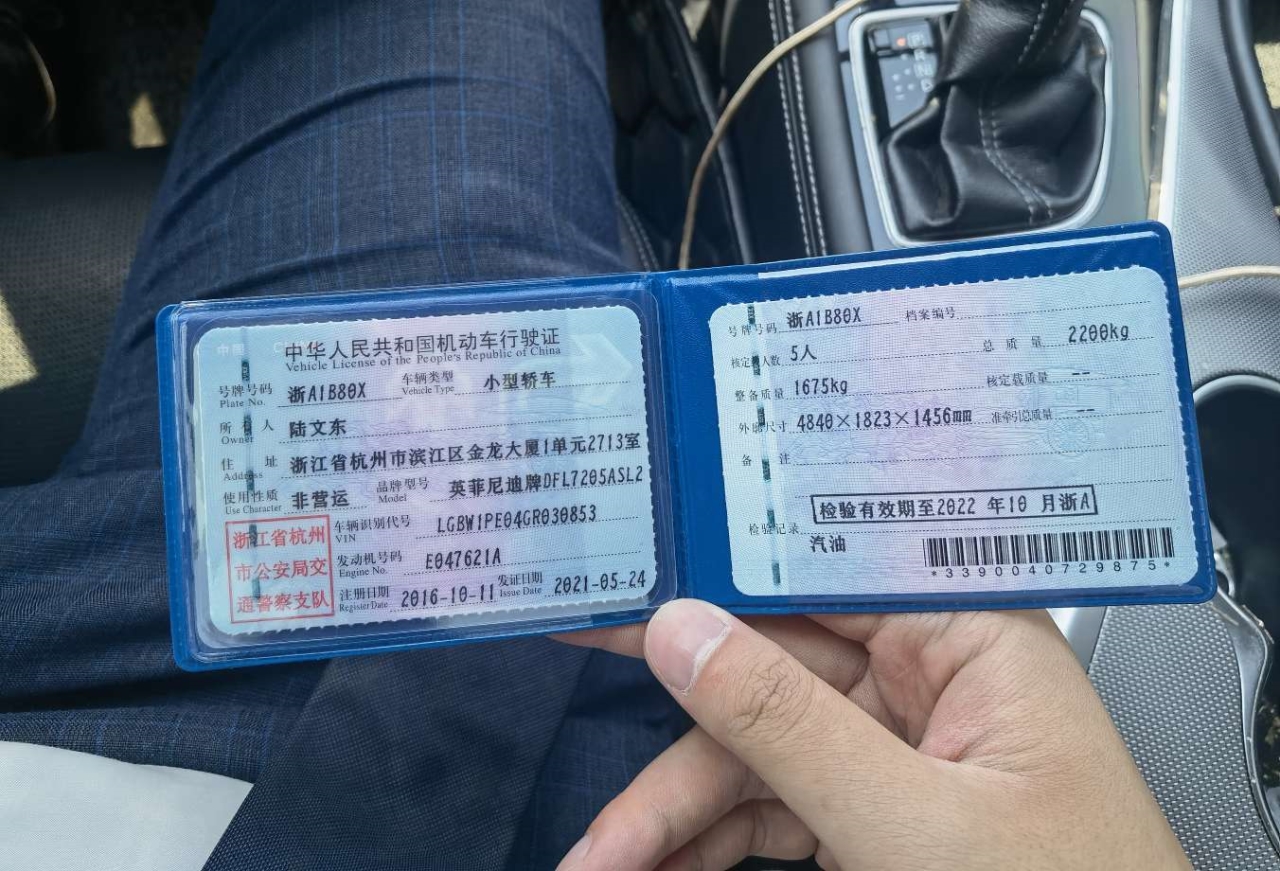 中华人民共和国机动车行驶证
Vehicle License of the People's Republic of China
号牌号码 浙A1B80X 车辆类型 小型轿车
Plate No. Vehicle Type
所有人 陆文东
Owner
住址 浙江省杭州市滨江区金龙大厦1单元2713室
Address
使用性质 非营运 品牌型号 英菲尼迪牌DFL7205ASL2
Use Character Model
浙江省杭州
市公安局交
通警察支队
车辆识别代号 LGBW1PE04GR030853
VIN
发动机号码 E047621A
Engine No.
注册日期 2016-10-11 发证日期 2021-05-24
Register Date Issue Date
号牌号码 浙A1B80X 档案编号
核定人数 5人 总质量 2200kg
整备质量 1675kg 核定载质量 --
外廓尺寸 4840×1823×1456mm 准牵引总质量 --
备注
检验有效期至2022 年10 月浙A
检验记录
汽油
*3390040729875*